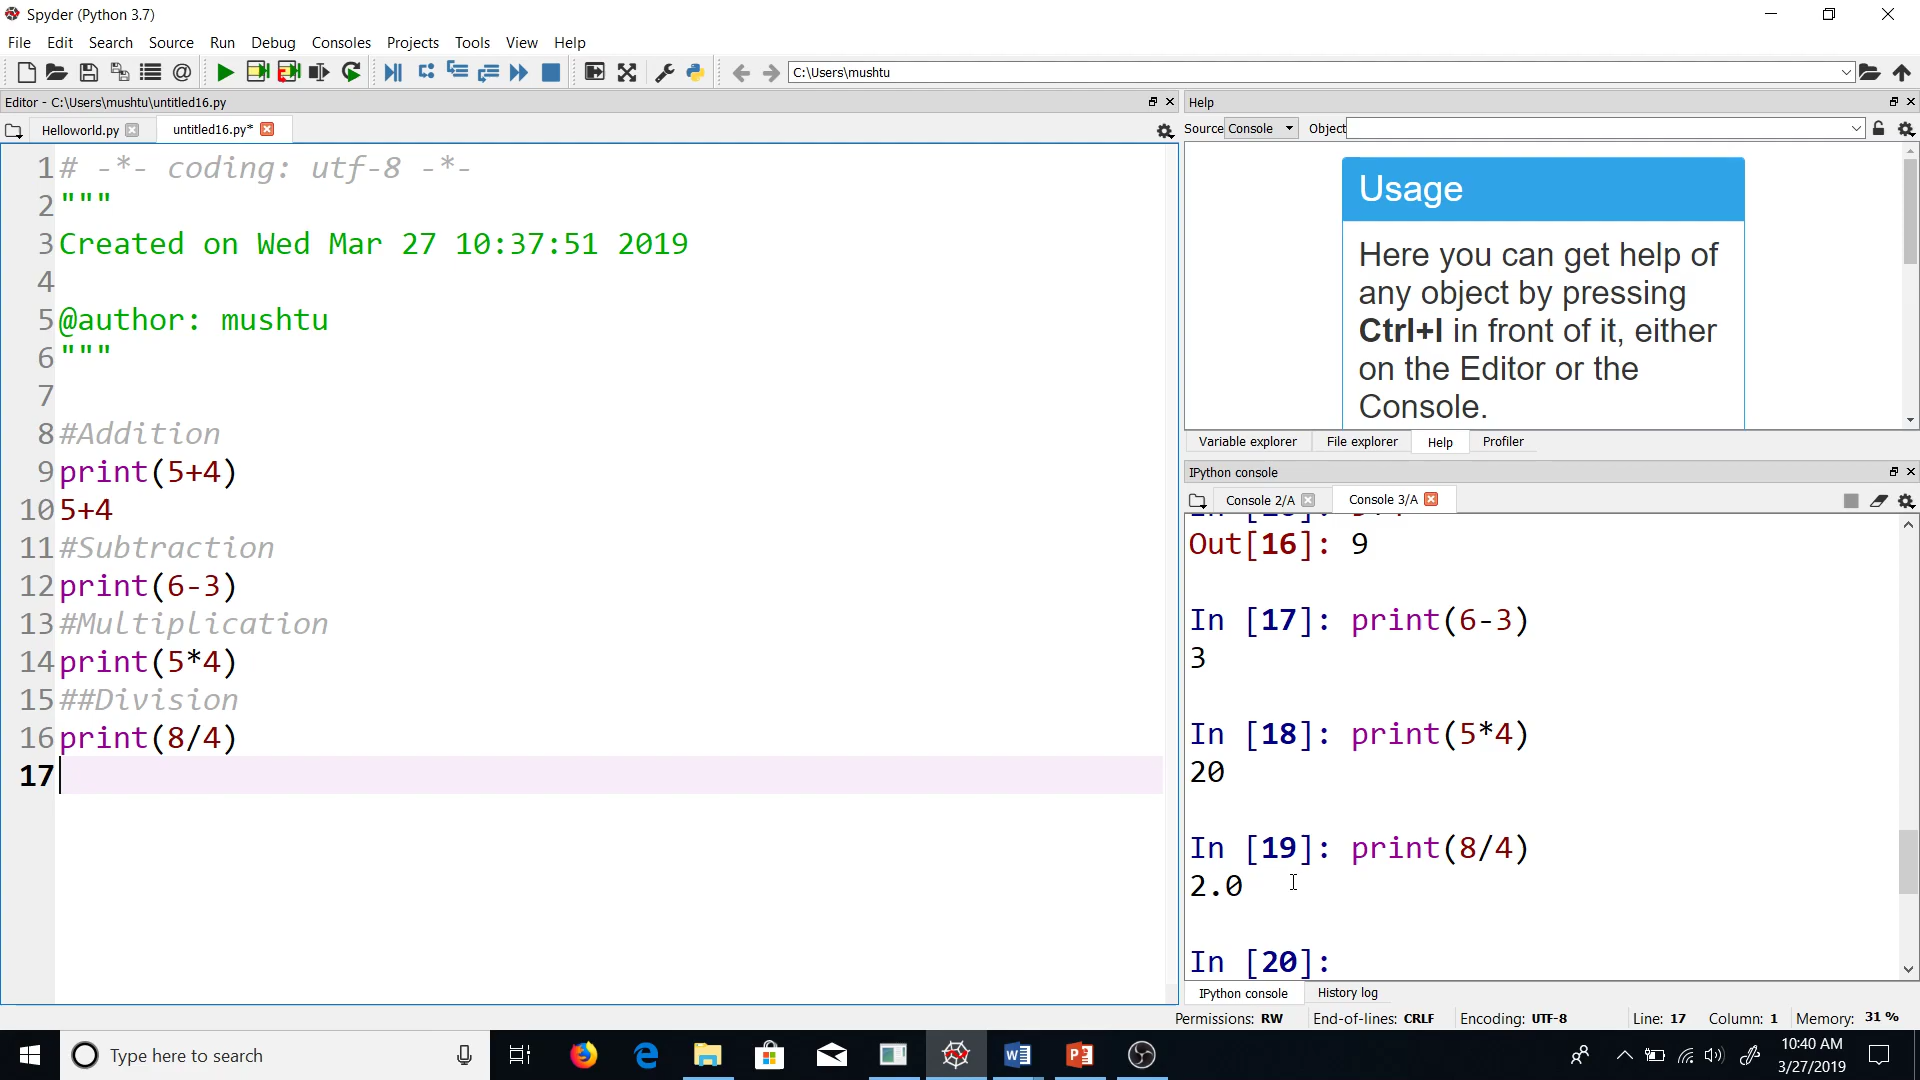 Spyder (Python 3.7)
File Edit Search Source Run Debug Consoles Projects Tools View Help
C:\Users\mushtu
Editor - C:\Users\mushtu\untitled16.py
Helloworld.py
untitled16.py*
1 # -*- coding: utf-8 -*-
2 """
3 Created on Wed Mar 27 10:37:51 2019
4
5 @author: mushtu
6 """
7
8 #Addition
9 print(5+4)
10 5+4
11 #Subtraction
12 print(6-3)
13 #Multiplication
14 print(5*4)
15 ##Division
16 print(8/4)
17
Help
Source Console Object
Usage
Here you can get help of
any object by pressing
Ctrl+I in front of it, either
on the Editor or the
Console.
Variable explorer File explorer Help Profiler
IPython console
Console 2/A Console 3/A
Out[16]: 9
In [17]: print(6-3)
3
In [18]: print(5*4)
20
In [19]: print(8/4)
2.0
In [20]:
IPython console History log
Permissions: RW End-of-lines: CRLF Encoding: UTF-8 Line: 17 Column: 1 Memory: 31 %
Type here to search
10:40 AM
3/27/2019